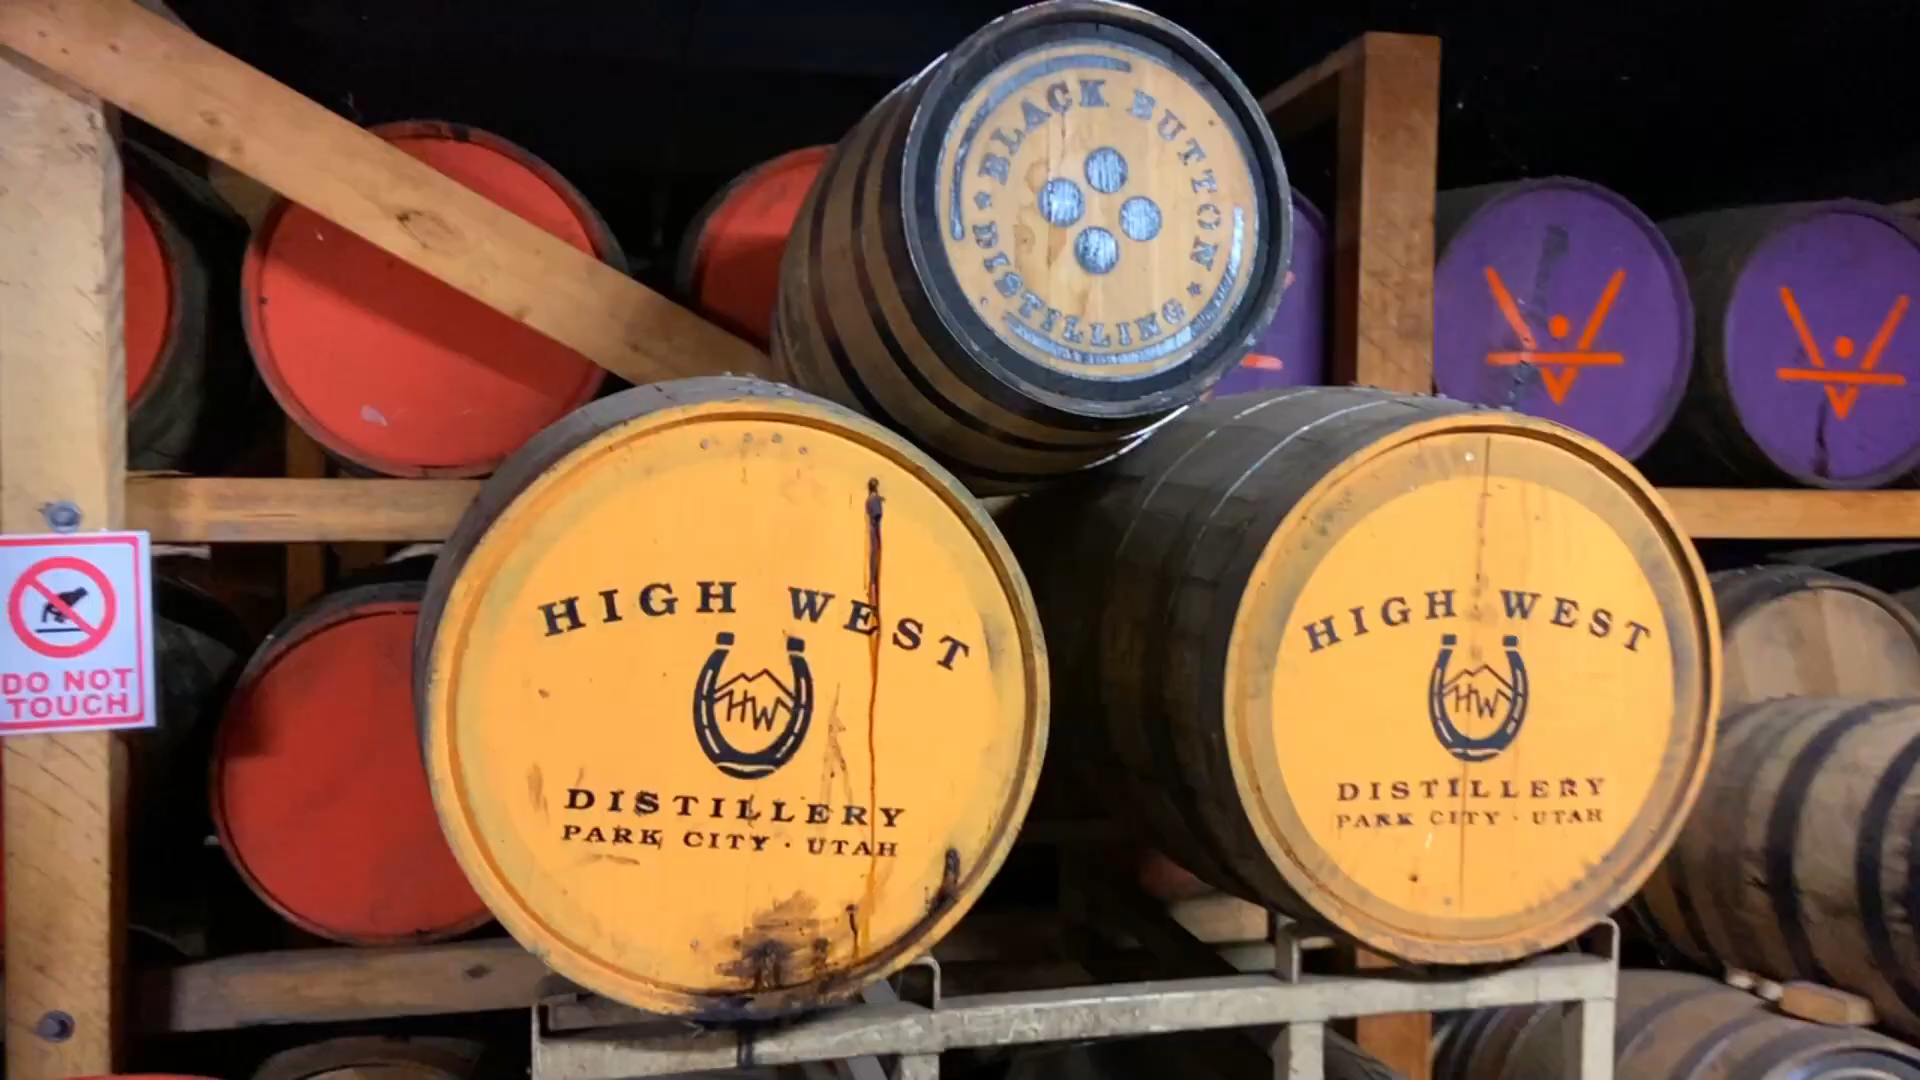 BLACK BUTTON
DISTILLING
HIGH WEST
HW
DISTILLERY
PARK CITY · UTAH
HIGH WEST
HW
DISTILLERY
PARK CITY · UTAH
DO NOT
TOUCH